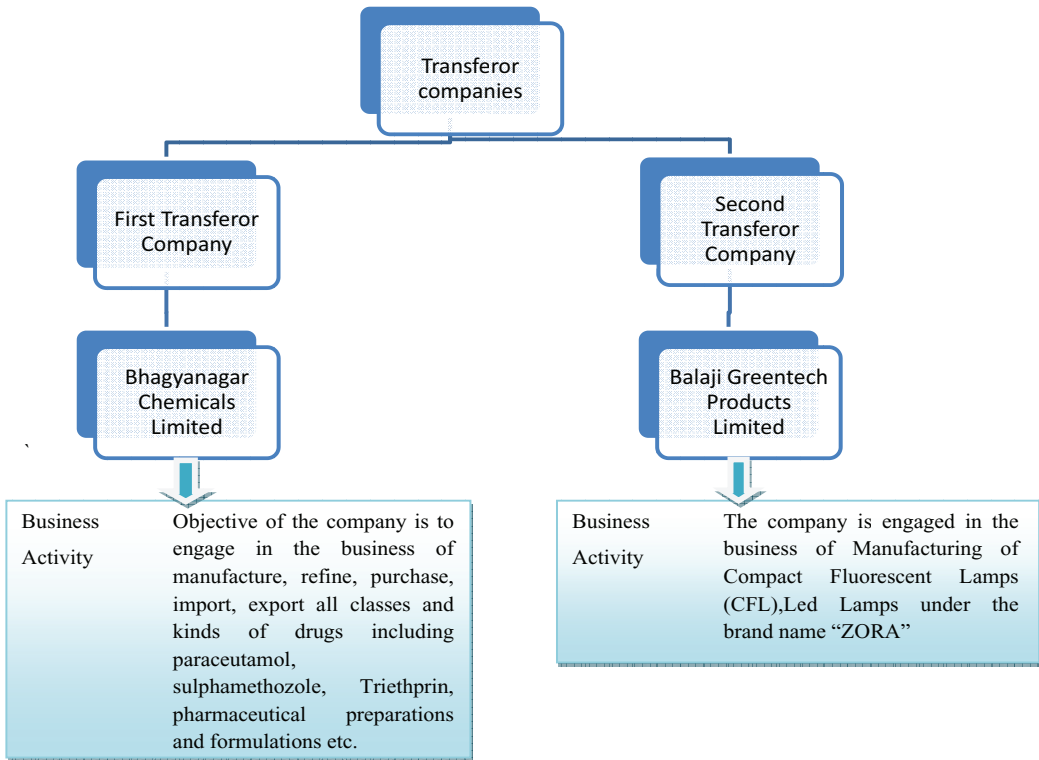 Transferor
companies
First Transferor
Company
Second
Transferor
Company
Bhagyanagar
Chemicals
Limited
Balaji Greentech
Products
Limited
`
Business
Activity
Objective of the company is to
engage in the business of
manufacture, refine, purchase,
import, export all classes and
kinds of drugs including
paraceutamol,
sulphamethozole, Triethprin,
pharmaceutical preparations
and formulations etc.
Business
Activity
The company is engaged in the
business of Manufacturing of
Compact Fluorescent Lamps
(CFL),Led Lamps under the
brand name “ZORA”